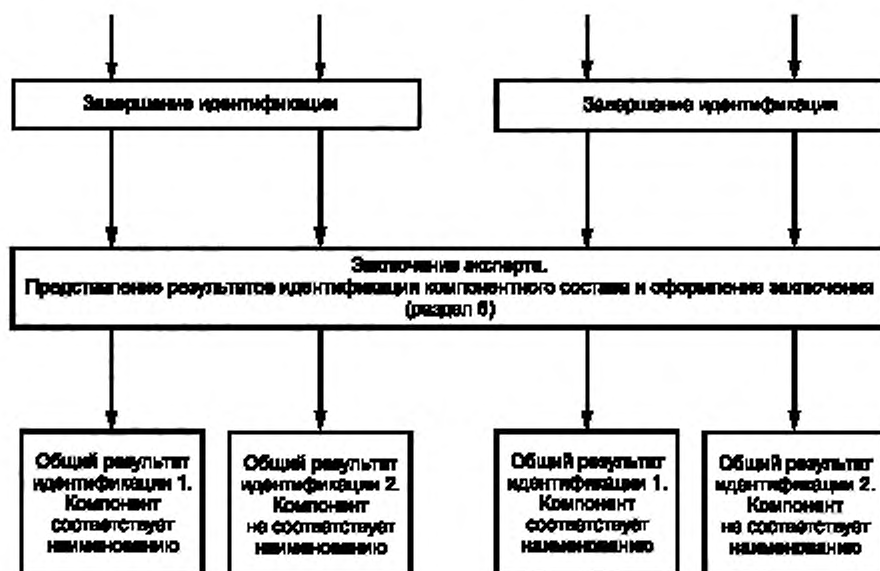 Завершение идентификации
Завершение идентификации
Заключение эксперта.
Представление результатов идентификации компонентного состава и оформление заключения
(раздел 6)
Общий результат
идентификации 1.
Компонент
соответствует
наименованию
Общий результат
идентификации 2.
Компонент
не соответствует
наименованию
Общий результат
идентификации 1.
Компонент
соответствует
наименованию
Общий результат
идентификации 2.
Компонент
не соответствует
наименованию